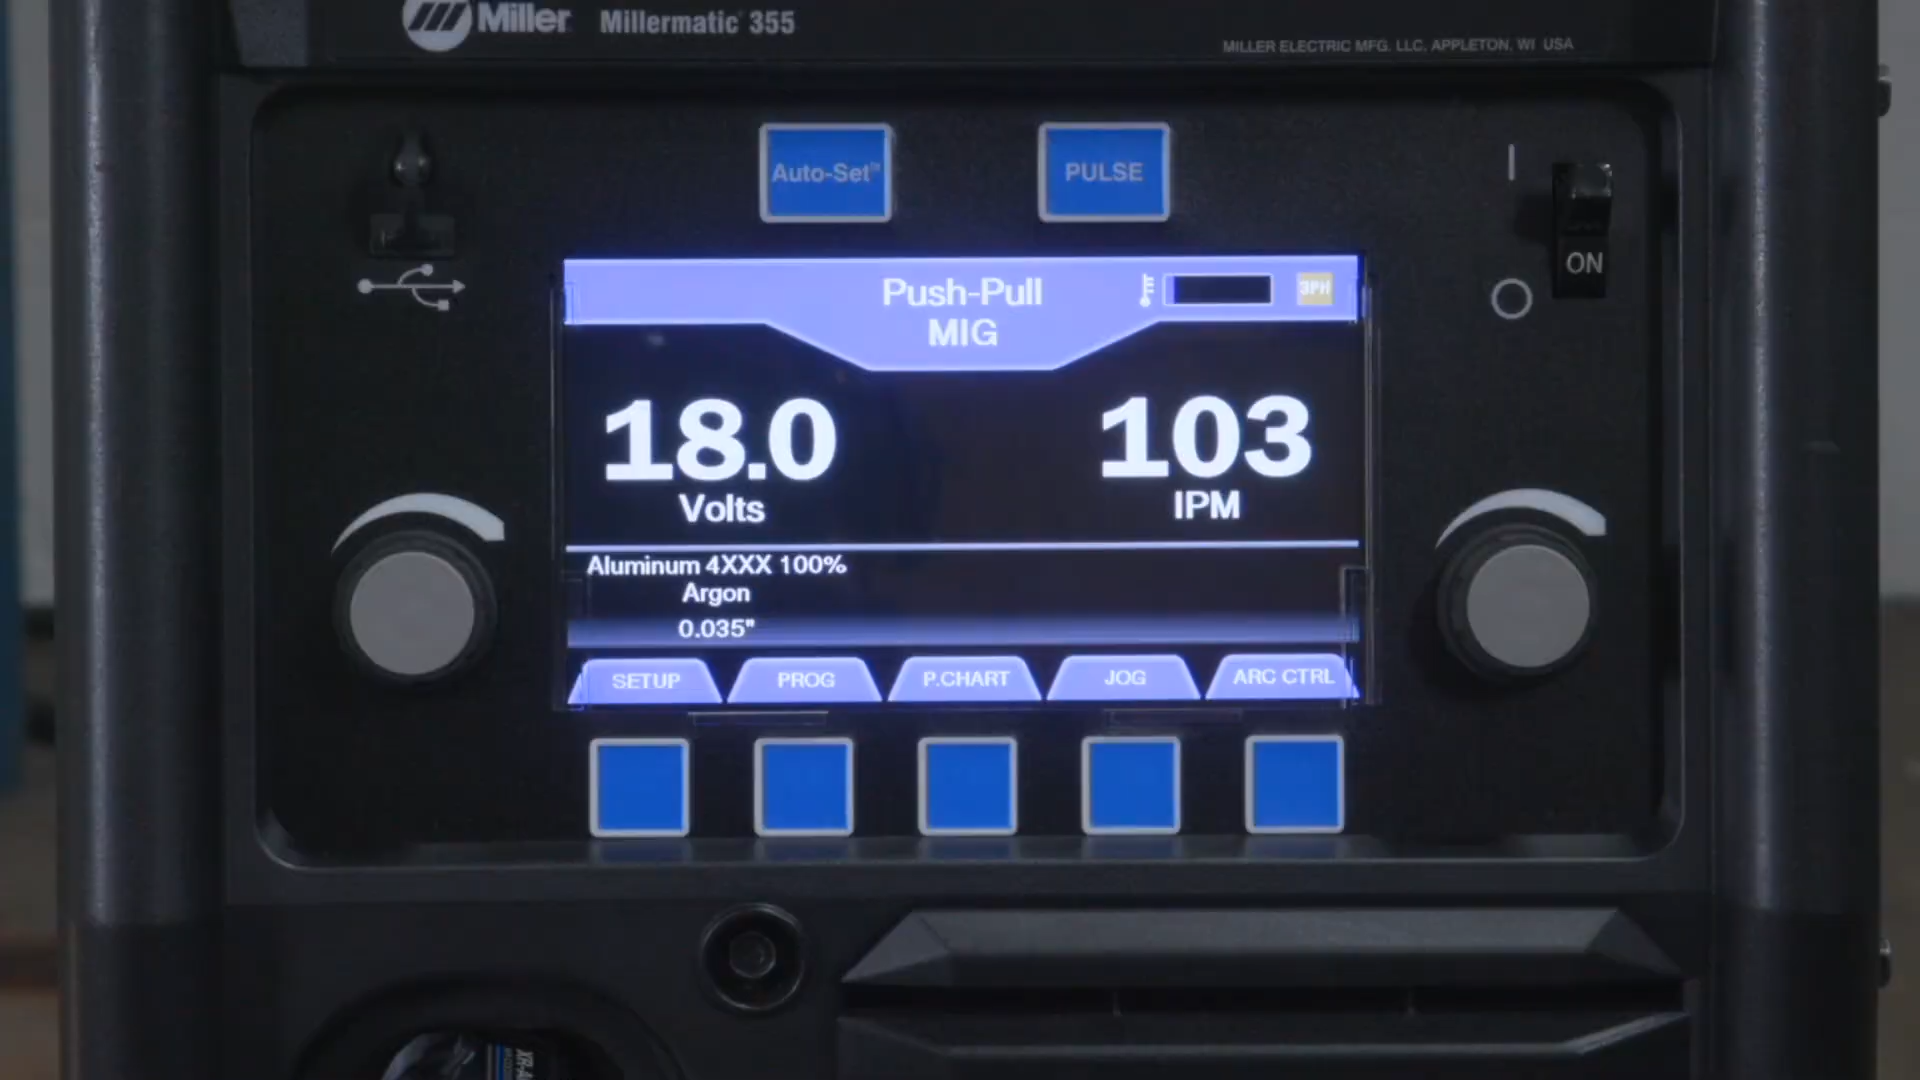 Miller Millermatic 355
MILLER ELECTRIC MFG. LLC. APPLETON, WI USA
Auto-Set™
PULSE
ON
Push-Pull
MIG
3PH
18.0
Volts
103
IPM
Aluminum 4XXX 100%
Argon
0.035"
SETUP
PROG
P.CHART
JOG
ARC CTRL